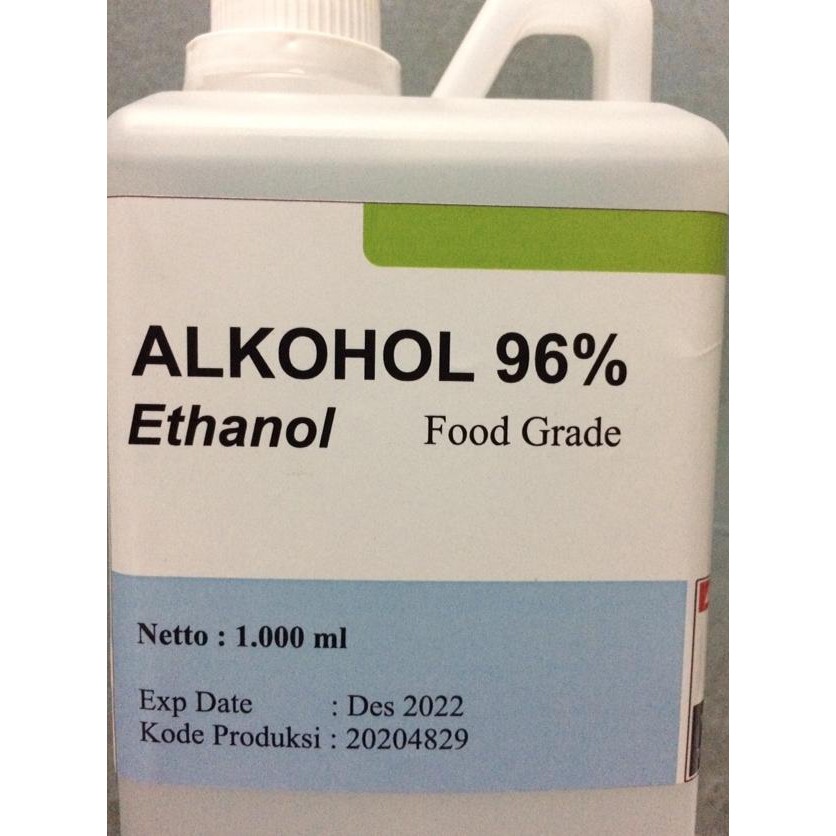 ALKOHOL 96%
Ethanol Food Grade
Netto : 1.000 ml
Exp Date : Des 2022
Kode Produksi : 20204829